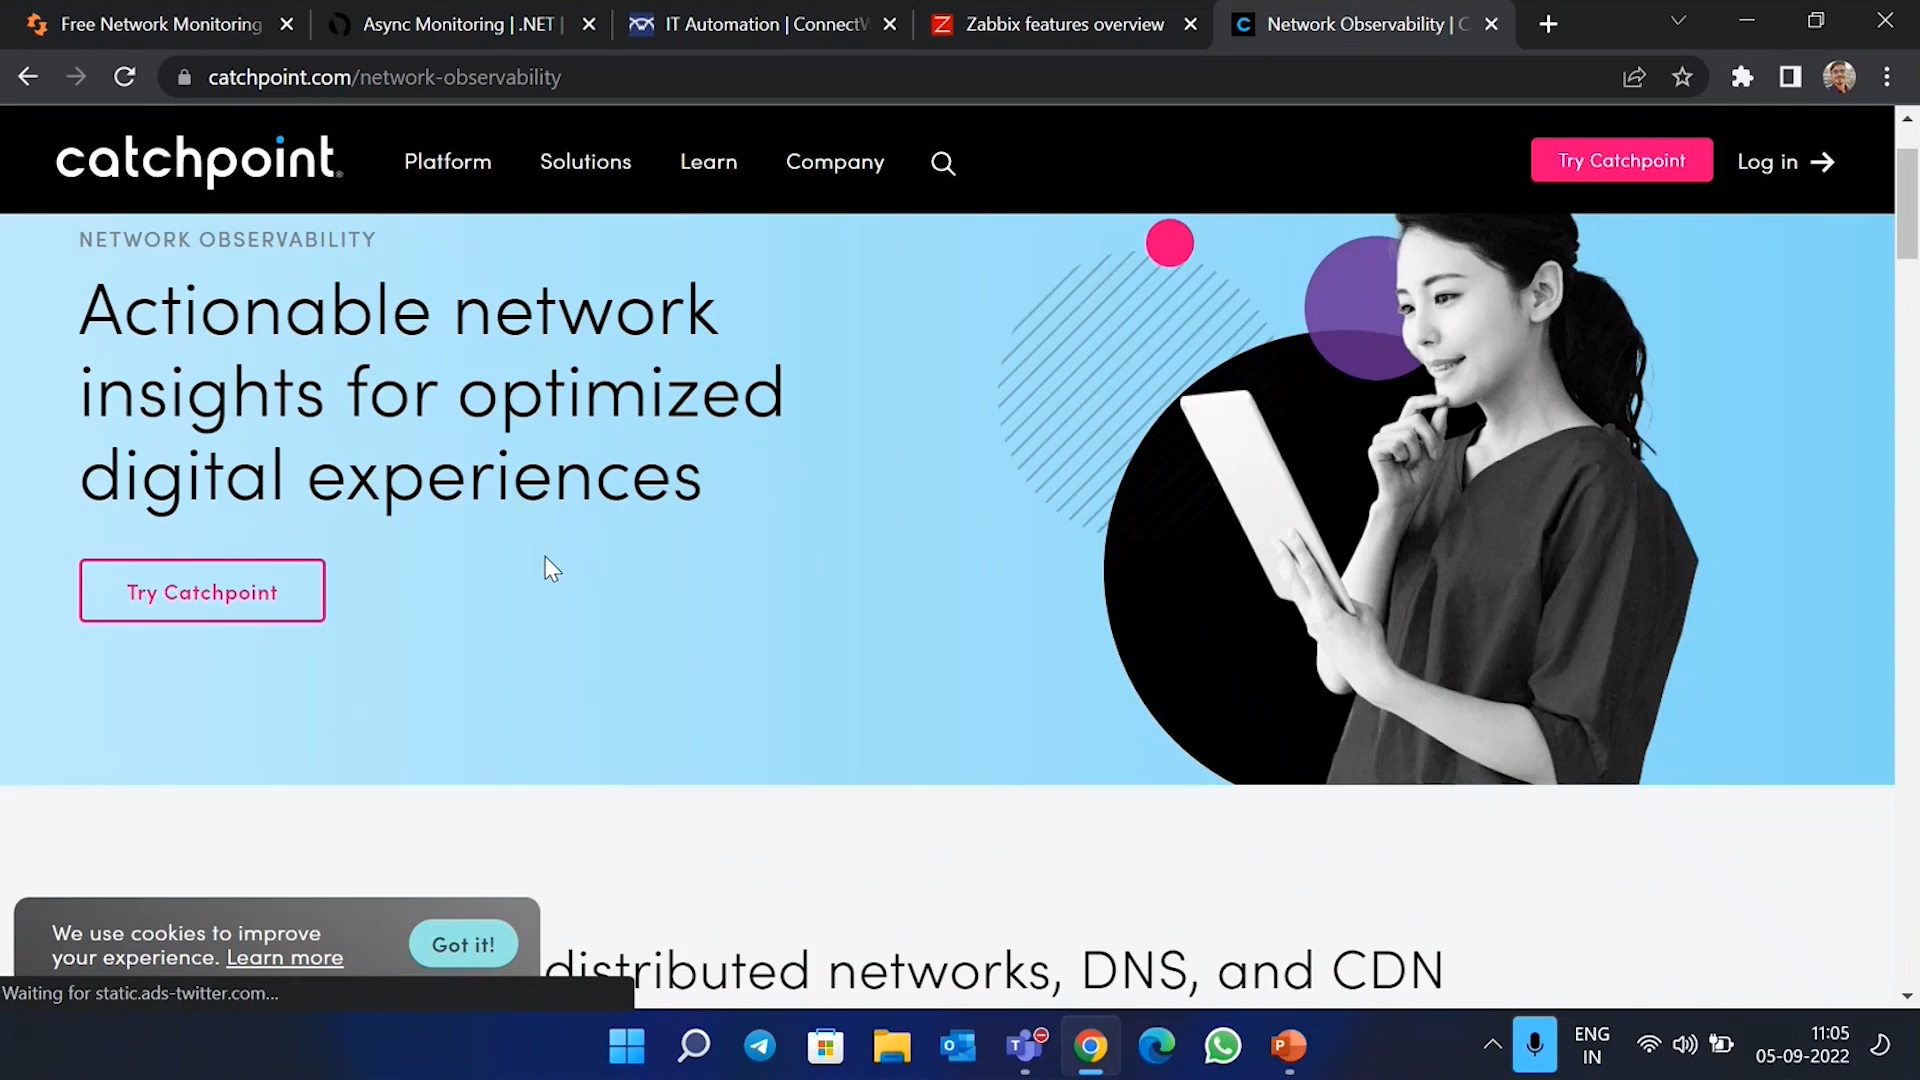 Free Network Monitoring
Async Monitoring | .NET |
IT Automation | ConnectW
Zabbix features overview
Network Observability | C
catchpoint.com/network-observability
catchpoint.
Platform
Solutions
Learn
Company
Try Catchpoint
Log in
NETWORK OBSERVABILITY
Actionable network
insights for optimized
digital experiences
Try Catchpoint
We use cookies to improve
your experience. Learn more
Got it!
distributed networks, DNS, and CDN
Waiting for static.ads-twitter.com...
ENG
IN
11:05
05-09-2022